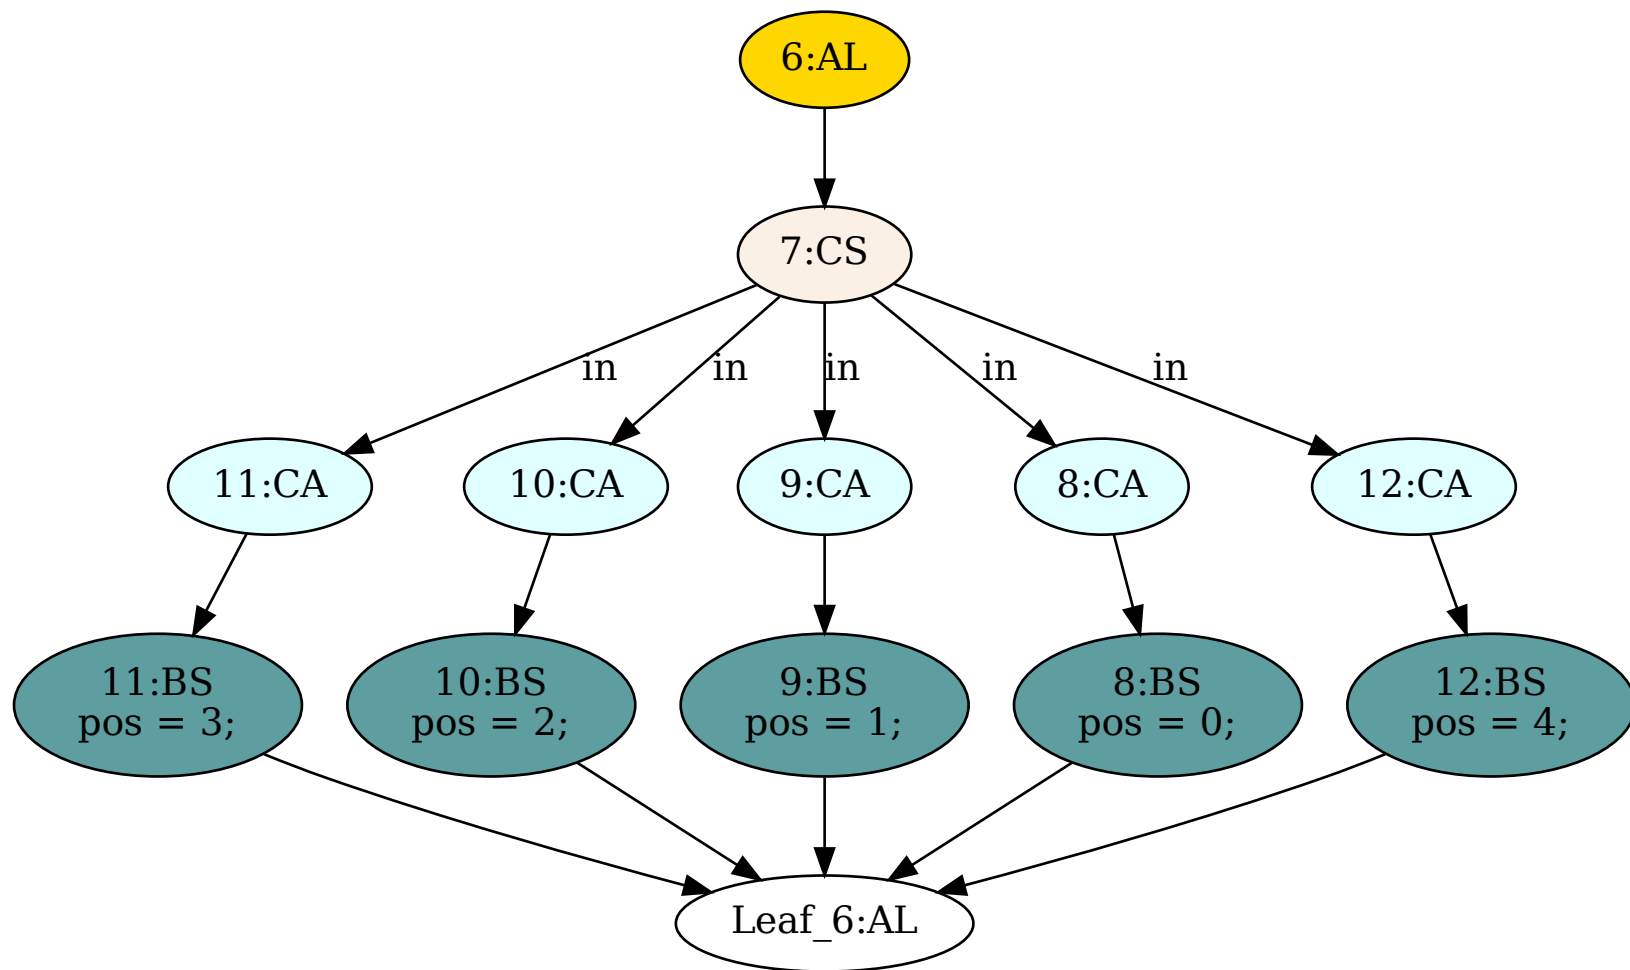 6:AL
7:CS
in
in
in
in
in
11:CA
10:CA
9:CA
8:CA
12:CA
11:BS
pos = 3;
10:BS
pos = 2;
9:BS
pos = 1;
8:BS
pos = 0;
12:BS
pos = 4;
Leaf_6:AL